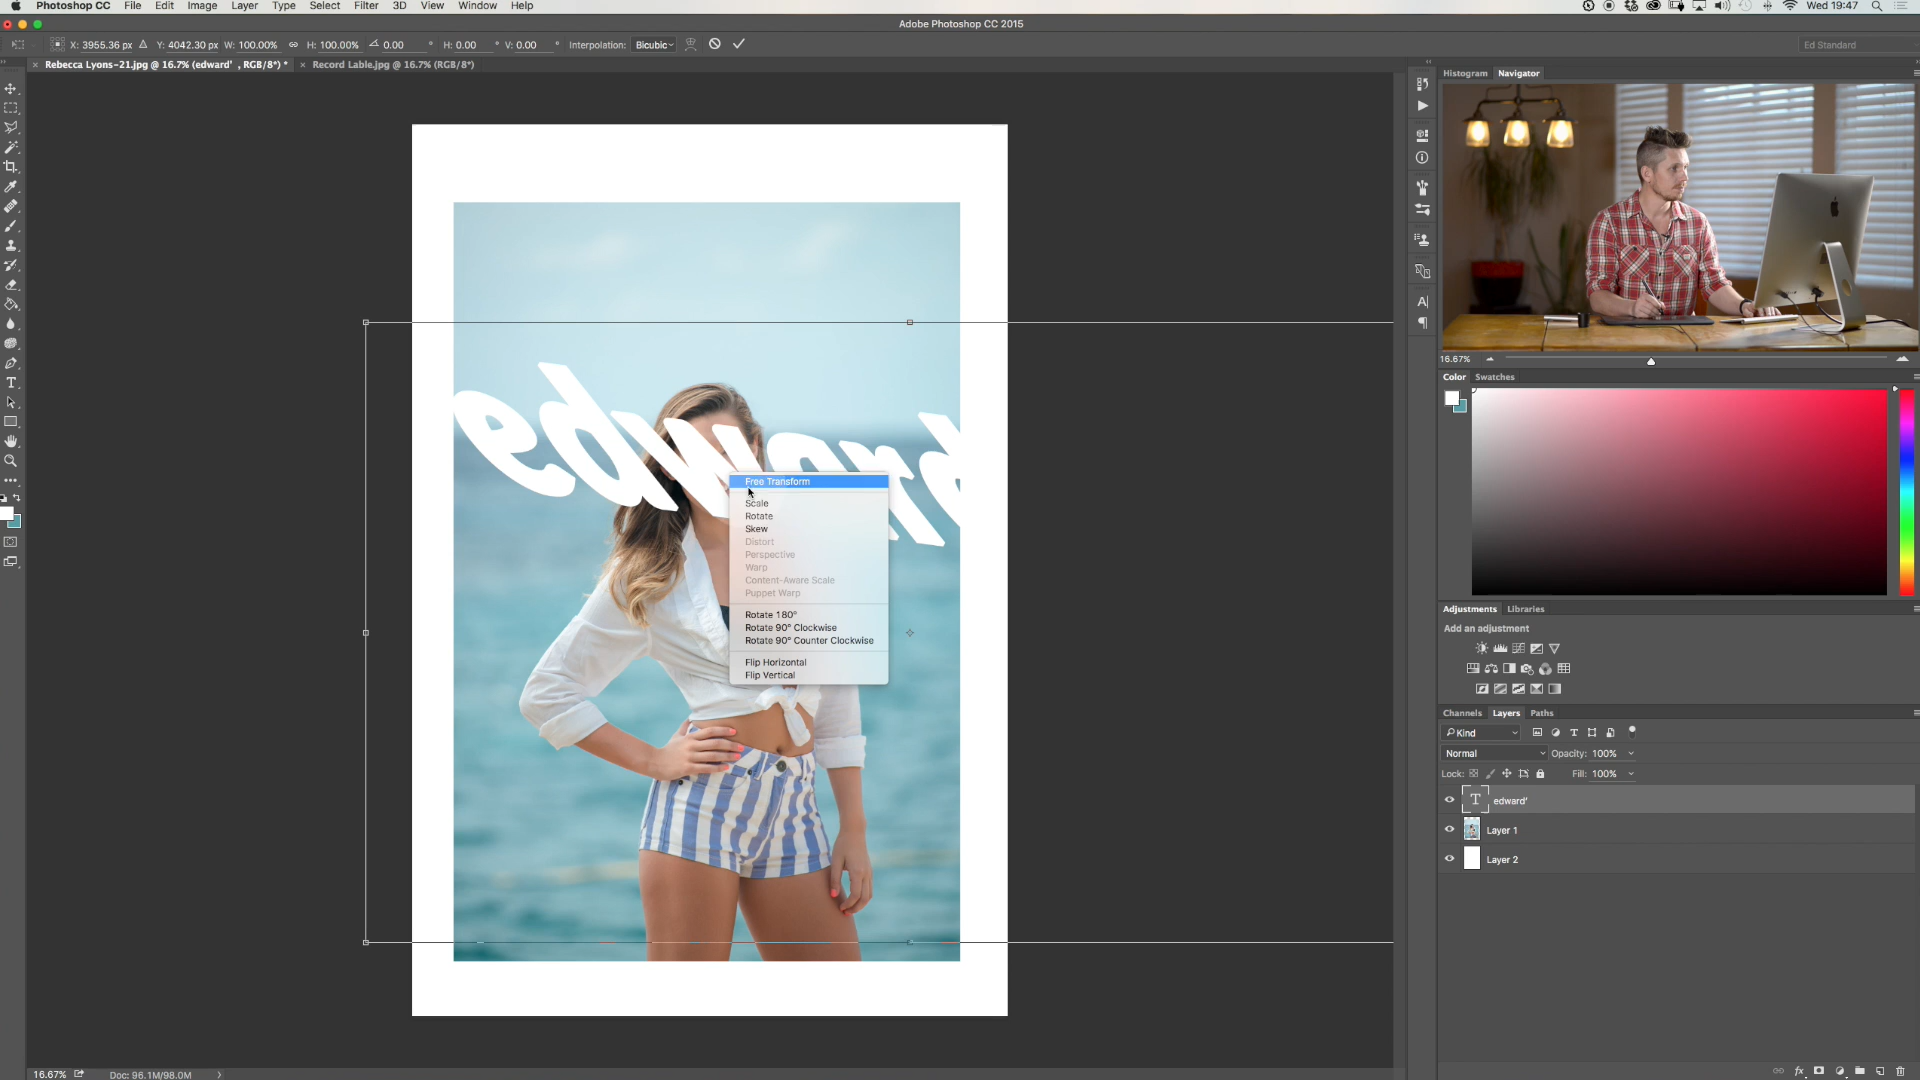 Photoshop CC File Edit Image Layer Type Select Filter 3D View Window Help Wed 19:47
Adobe Photoshop CC 2015
X: 3955.36 px Y: 4042.30 px W: 100.00% H: 100.00% 0.00 ° H: 0.00 ° V: 0.00 ° Interpolation: Bicubic Ed Standard
× Rebecca Lyons-21.jpg @ 16.7% (edward' , RGB/8*) * × Record Lable.jpg @ 16.7% (RGB/8*)
Histogram Navigator
16.67%
Color Swatches
edward
Free Transform
Scale
Rotate
Skew
Distort
Perspective
Warp
Content-Aware Scale
Puppet Warp
Rotate 180°
Rotate 90° Clockwise
Rotate 90° Counter Clockwise
Flip Horizontal
Flip Vertical
Adjustments Libraries
Add an adjustment
Channels Layers Paths
Kind
Normal Opacity: 100%
Lock: Fill: 100%
T edward'
Layer 1
Layer 2
16.67% Doc: 96.1M/98.0M